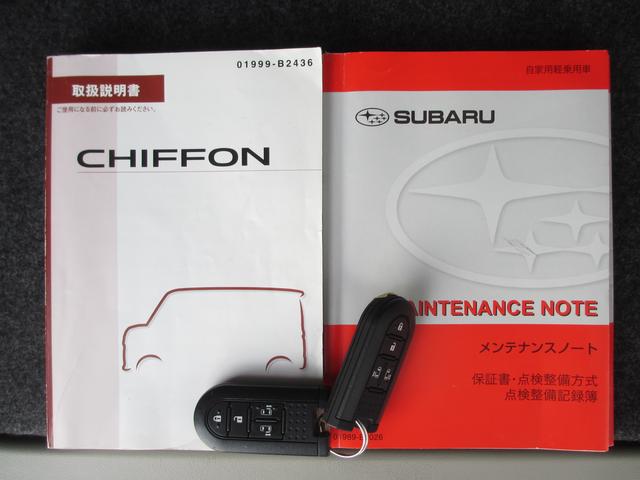 01999-B2436
取扱説明書
ご使用になる前に必ずお読みください。
CHIFFON
自家用軽乗用車
SUBARU
MAINTENANCE NOTE
メンテナンスノート
保証書・点検整備方式
点検整備記録簿